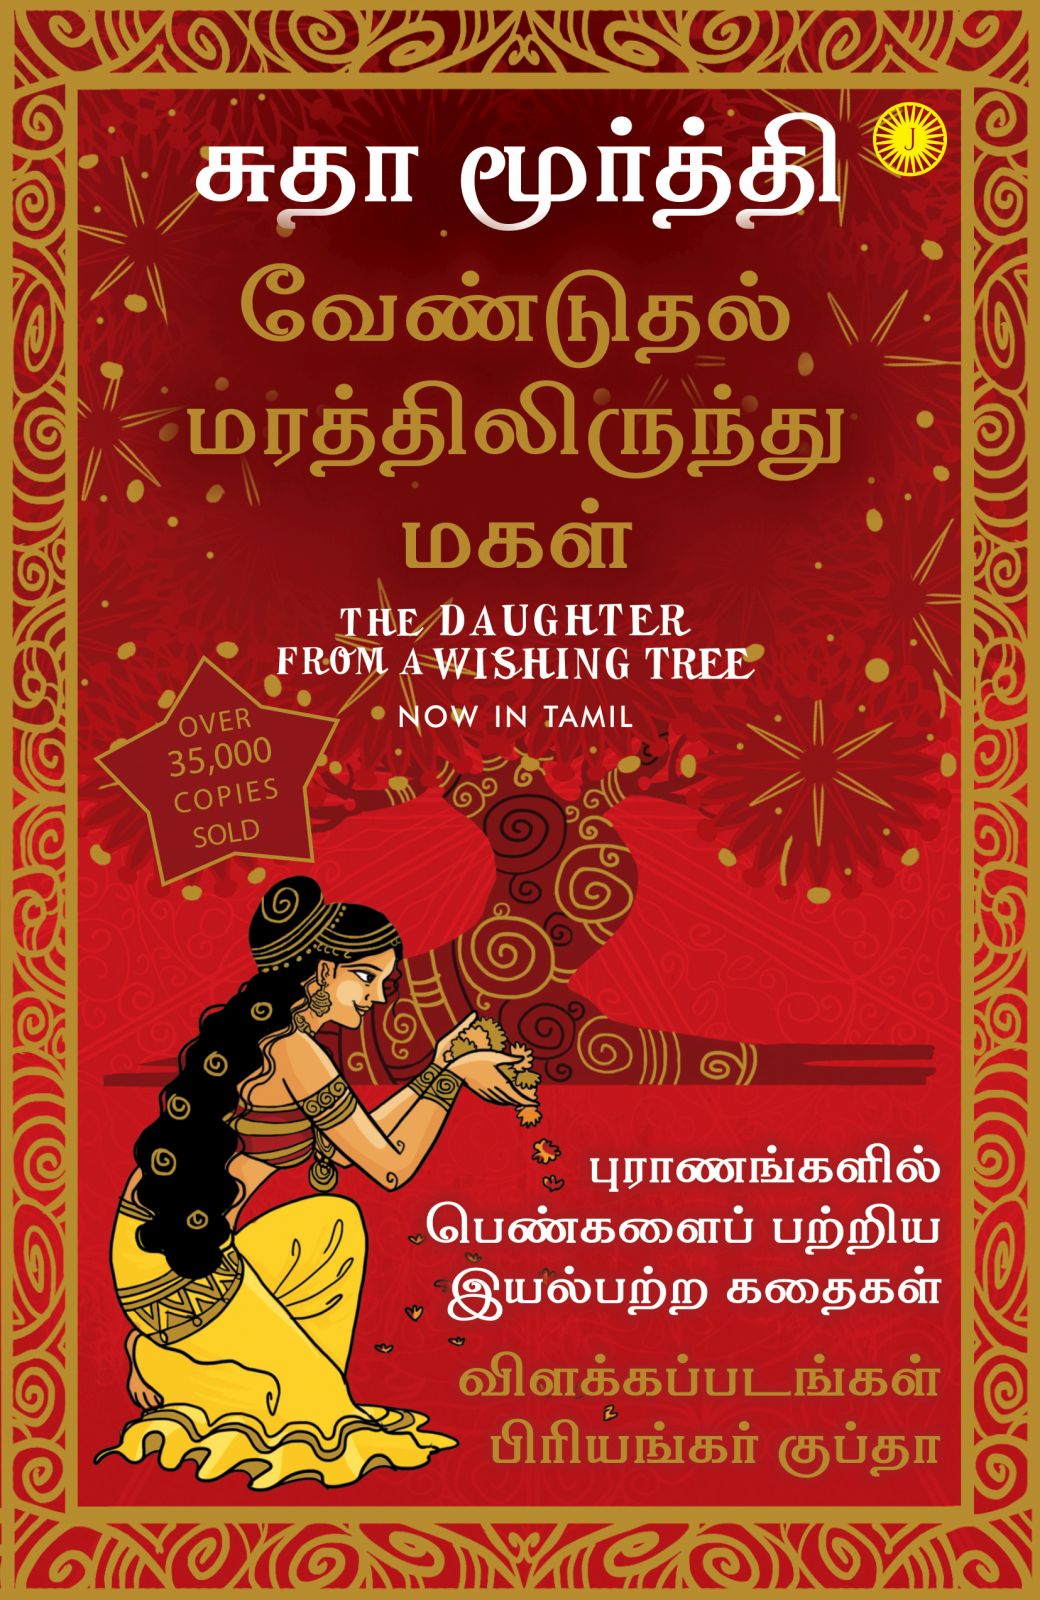 சுதா மூர்த்தி
J
வேண்டுதல்
மரத்திலிருந்து
மகள்
THE DAUGHTER
FROM A WISHING TREE
NOW IN TAMIL
OVER
35,000
COPIES
SOLD
புராணங்களில்
பெண்களைப் பற்றிய
இயல்பற்ற கதைகள்
விளக்கப்படங்கள்
பிரியங்கர் குப்தா